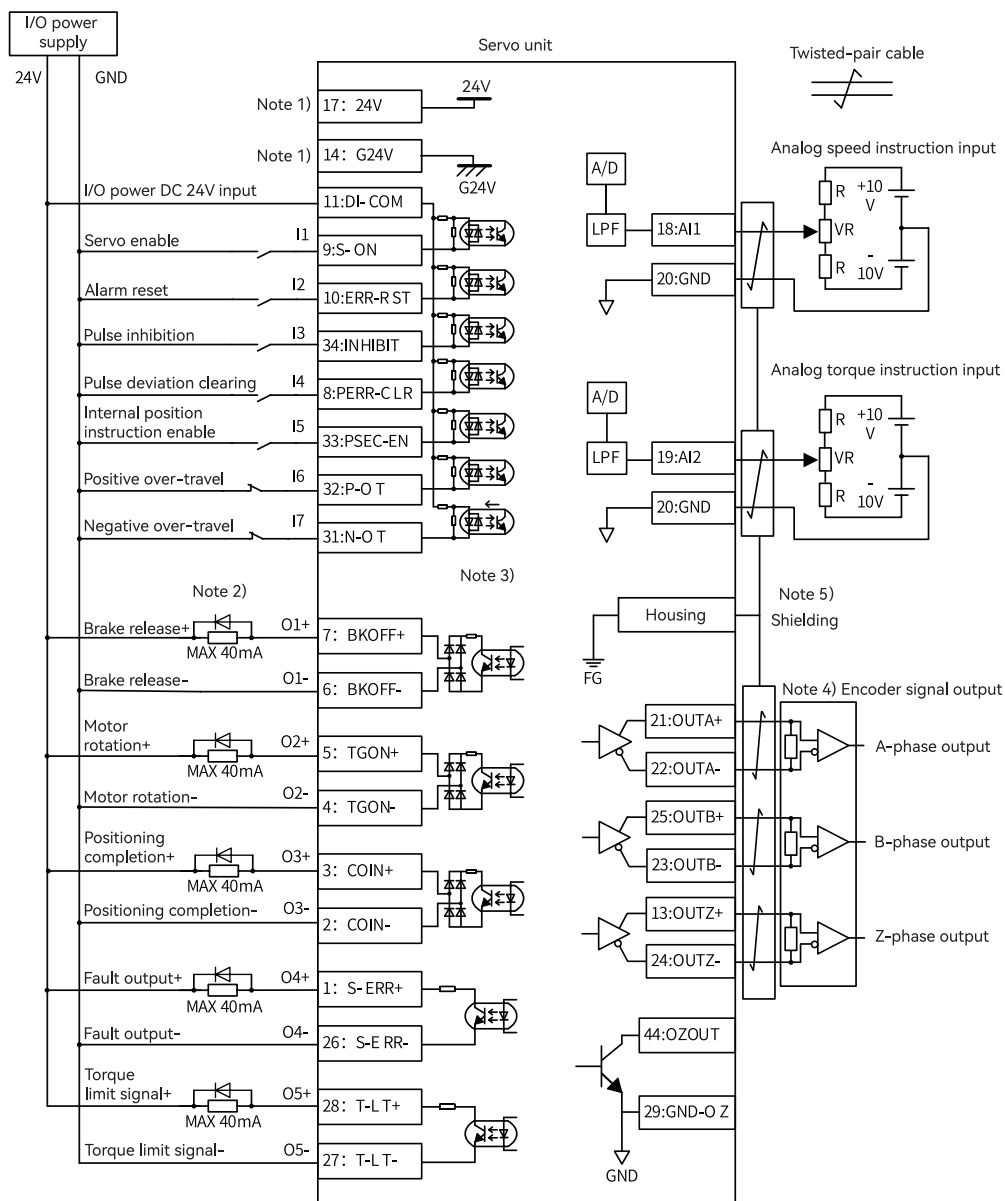 I/O power
supply
24V
GND
Servo unit
Twisted-pair cable
Note 1)
17: 24V
24V
Note 1)
14: G24V
G24V
I/O power DC 24V input
11:DI-COM
Servo enable
I1
9:S-ON
Alarm reset
I2
10:ERR-RST
Pulse inhibition
I3
34:INHIBIT
Pulse deviation clearing
I4
8:PERR-CLR
Internal position
instruction enable
I5
33:PSEC-EN
Positive over-travel
I6
32:P-OT
Negative over-travel
I7
31:N-OT
Analog speed instruction input
A/D
LPF
18:AI1
20:GND
R
+10
V
VR
R
-
10V
Analog torque instruction input
A/D
LPF
19:AI2
20:GND
R
+10
V
VR
R
-
10V
Note 2)
Note 3)
Brake release+
MAX 40mA
O1+
7: BKOFF+
Brake release-
O1-
6: BKOFF-
Motor
rotation+
MAX 40mA
O2+
5: TGON+
Motor rotation-
O2-
4: TGON-
Positioning
completion+
MAX 40mA
O3+
3: COIN+
Positioning completion-
O3-
2: COIN-
Fault output+
MAX 40mA
O4+
1: S-ERR+
Fault output-
O4-
26: S-ERR-
Torque
limit signal+
MAX 40mA
O5+
28: T-LT+
Torque limit signal-
O5-
27: T-LT-
Housing
FG
Note 5)
Shielding
Note 4) Encoder signal output
21:OUTA+
22:OUTA-
A-phase output
25:OUTB+
23:OUTB-
B-phase output
13:OUTZ+
24:OUTZ-
Z-phase output
44:OZOUT
29:GND-OZ
GND